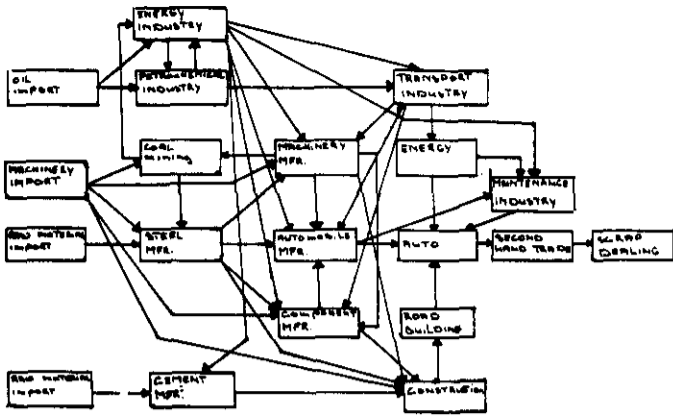 ENERGY
INDUSTRY
OIL
IMPORT
PETROCHEMICAL
INDUSTRY
TRANSPORT
INDUSTRY
COAL
MINING
MACHINERY
MFR.
ENERGY
MACHINERY
IMPORT
MAINTENANCE
INDUSTRY
RAW MATERIAL
IMPORT
STEEL
MFR.
AUTOMOBILE
MFR.
AUTO
SECOND
HAND TRADE
SCRAP
DEALING
COMPONENT
MFR.
ROAD
BUILDING
RAW MATERIAL
IMPORT
CEMENT
MFR.